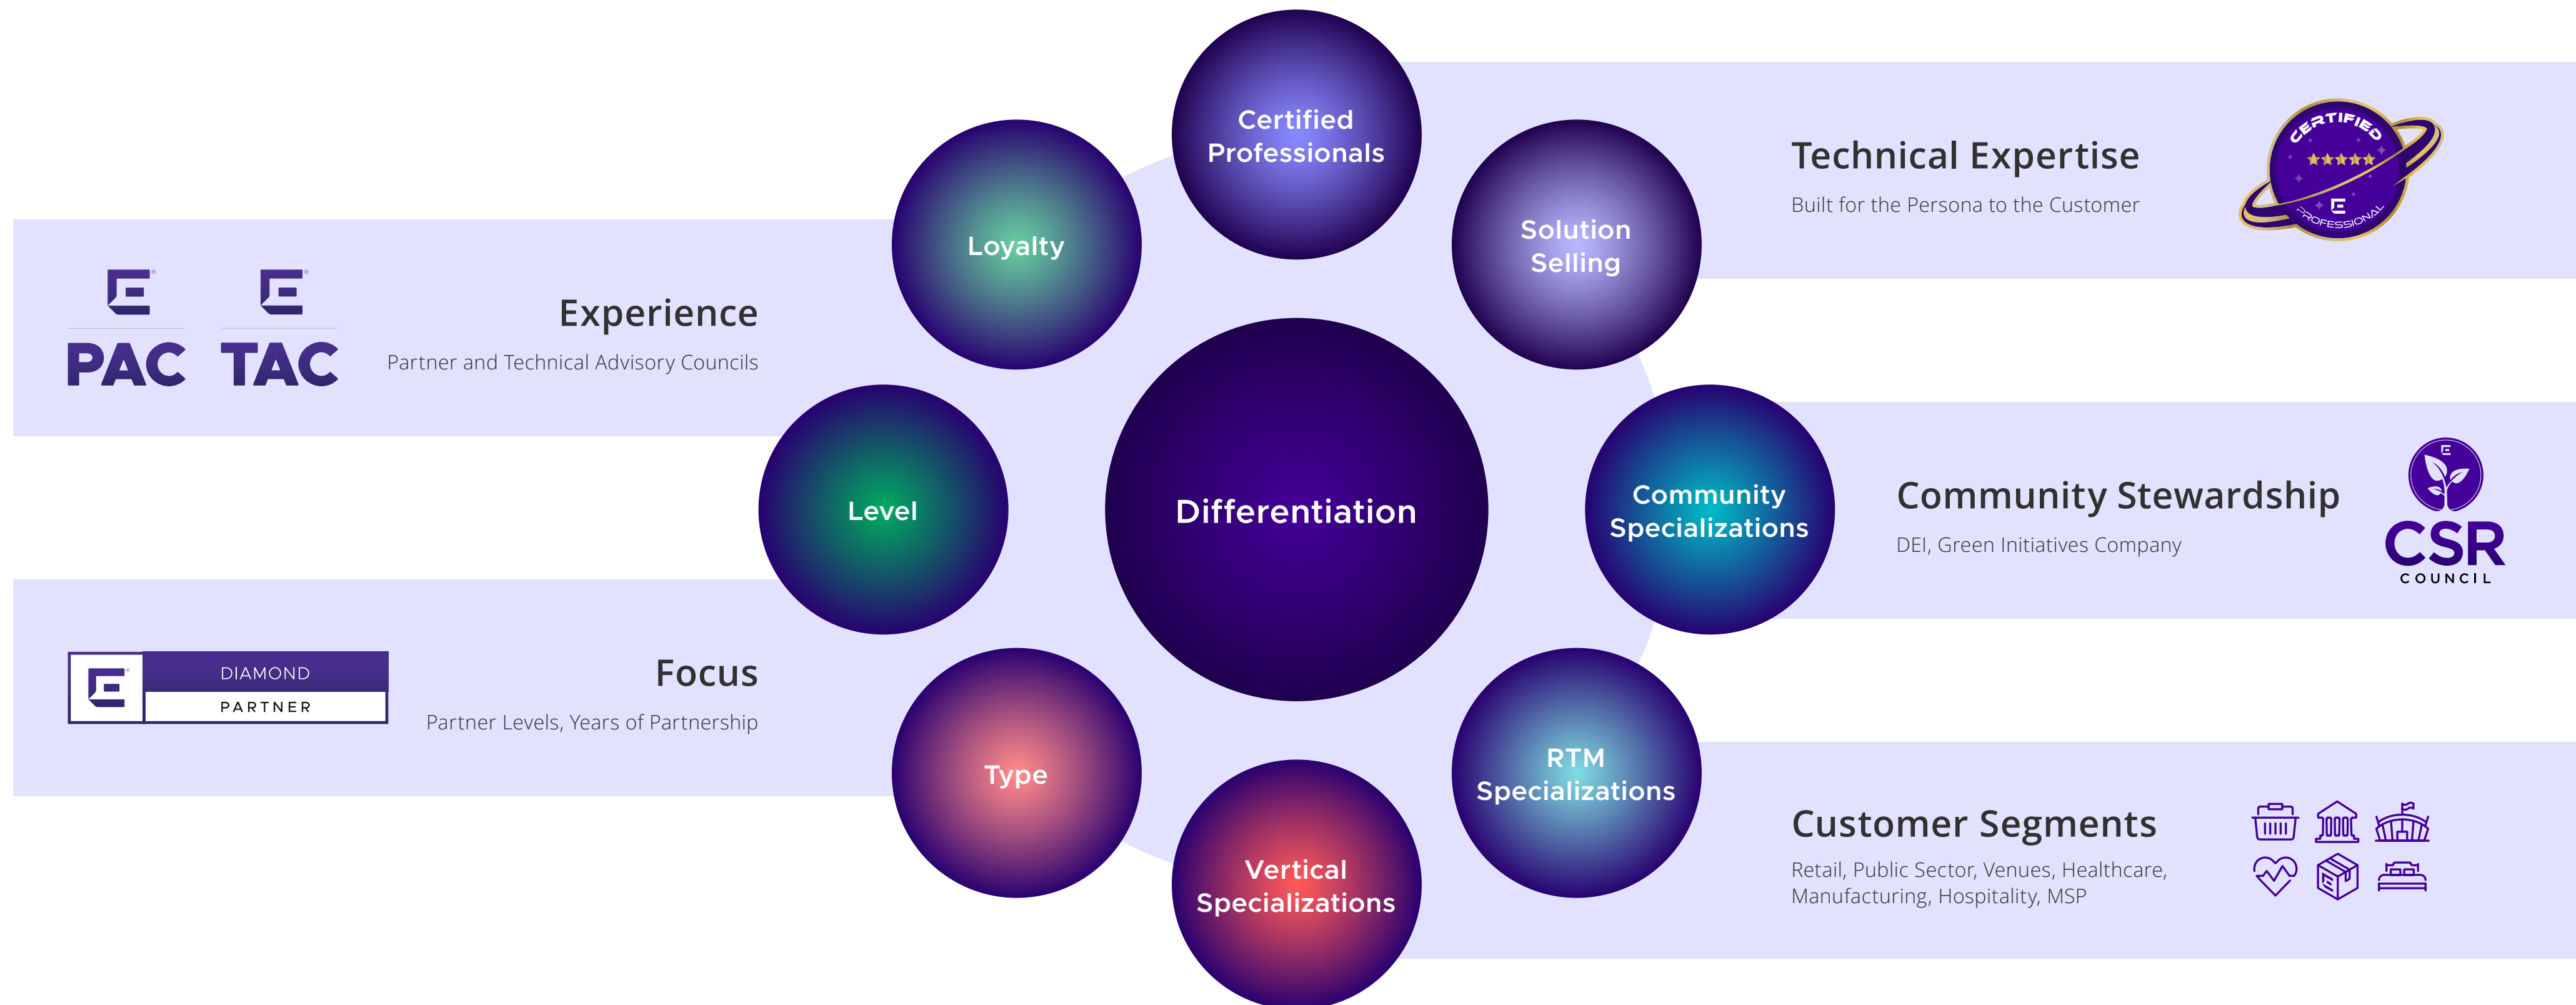 Certified
Professionals
Loyalty
Solution
Selling
Technical Expertise
Built for the Persona to the Customer
CERTIFIED
PROFESSIONAL
PAC
TAC
Experience
Partner and Technical Advisory Councils
Level
Differentiation
Community
Specializations
Community Stewardship
DEI, Green Initiatives Company
CSR
COUNCIL
DIAMOND
PARTNER
Focus
Partner Levels, Years of Partnership
Type
RTM
Specializations
Vertical
Specializations
Customer Segments
Retail, Public Sector, Venues, Healthcare,
Manufacturing, Hospitality, MSP